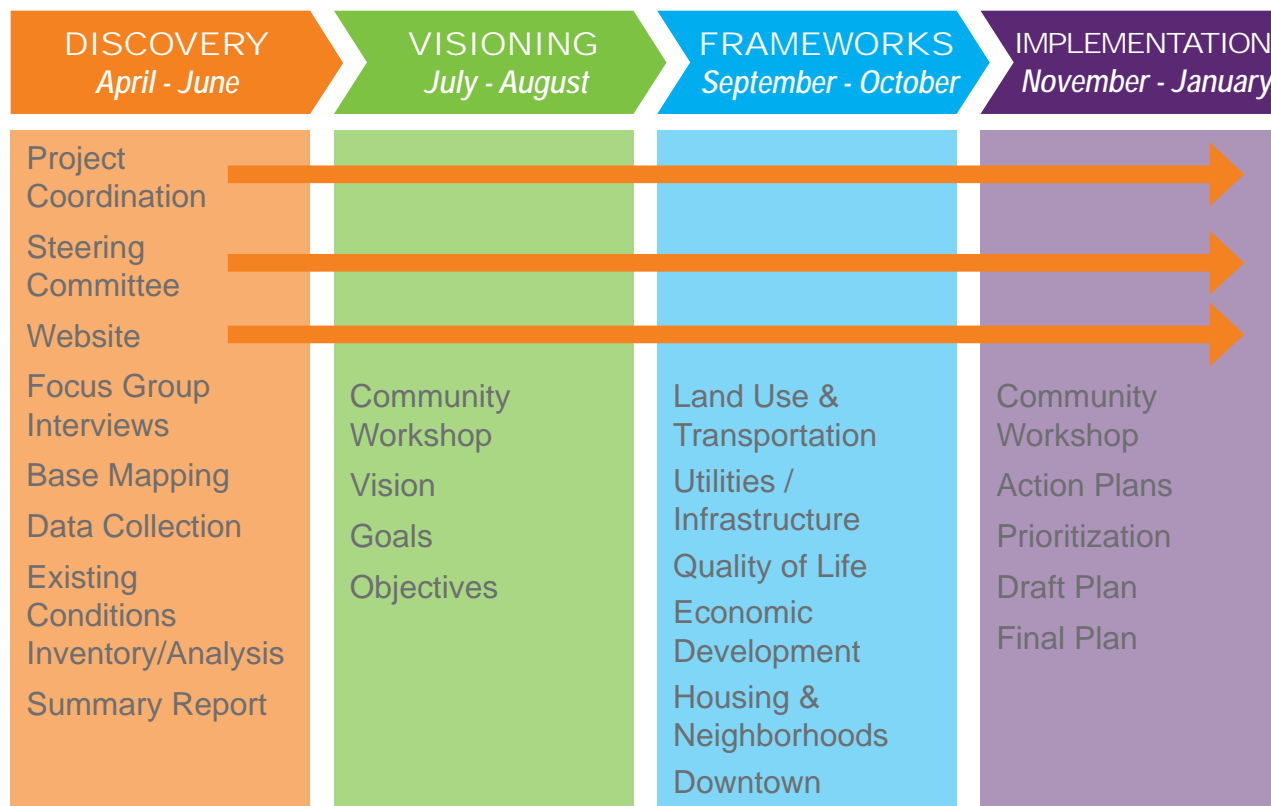 DISCOVERY
April - June
VISIONING
July - August
FRAMEWORKS
September - October
IMPLEMENTATION
November - January
Project
Coordination
Steering
Committee
Website
Focus Group
Interviews
Base Mapping
Data Collection
Existing
Conditions
Inventory/Analysis
Summary Report
Community
Workshop
Vision
Goals
Objectives
Land Use &
Transportation
Utilities /
Infrastructure
Quality of Life
Economic
Development
Housing &
Neighborhoods
Downtown
Community
Workshop
Action Plans
Prioritization
Draft Plan
Final Plan